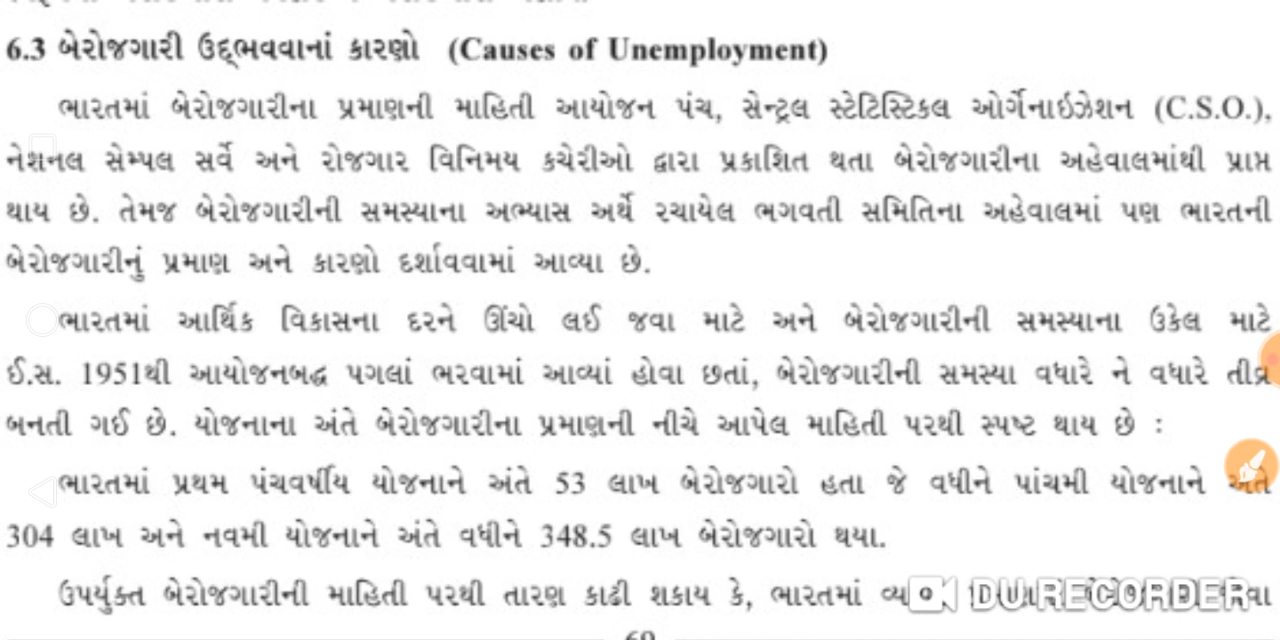 6.3 બેરોજગારી ઉદ્ભવવાનાં કારણો (Causes of Unemployment)
ભારતમાં બેરોજગારીના પ્રમાણની માહિતી આયોજન પંચ, સેન્ટ્રલ સ્ટેટિસ્ટિકલ ઓર્ગેનાઇઝેશન (C.S.O.),
નેશનલ સેમ્પલ સર્વે અને રોજગાર વિનિમય કચેરીઓ દ્વારા પ્રકાશિત થતા બેરોજગારીના અહેવાલમાંથી પ્રાપ્ત
થાય છે. તેમજ બેરોજગારીની સમસ્યાના અભ્યાસ અર્થે રચાયેલ ભગવતી સમિતિના અહેવાલમાં પણ ભારતની
બેરોજગારીનું પ્રમાણ અને કારણો દર્શાવવામાં આવ્યા છે.
ભારતમાં આર્થિક વિકાસના દરને ઊંચો લઈ જવા માટે અને બેરોજગારીની સમસ્યાના ઉકેલ માટે
ઈ.સ. 1951થી આયોજનબદ્ધ પગલાં ભરવામાં આવ્યાં હોવા છતાં, બેરોજગારીની સમસ્યા વધારે ને વધારે તીવ્ર
બનતી ગઈ છે. યોજનાના અંતે બેરોજગારીના પ્રમાણની નીચે આપેલ માહિતી પરથી સ્પષ્ટ થાય છે :
ભારતમાં પ્રથમ પંચવર્ષીય યોજનાને અંતે 53 લાખ બેરોજગારો હતા જે વધીને પાંચમી યોજનાને અંતે
304 લાખ અને નવમી યોજનાને અંતે વધીને 348.5 લાખ બેરોજગારો થયા.
ઉપર્યુક્ત બેરોજગારીની માહિતી પરથી તારણ કાઢી શકાય કે, ભારતમાં
DU RECORDER